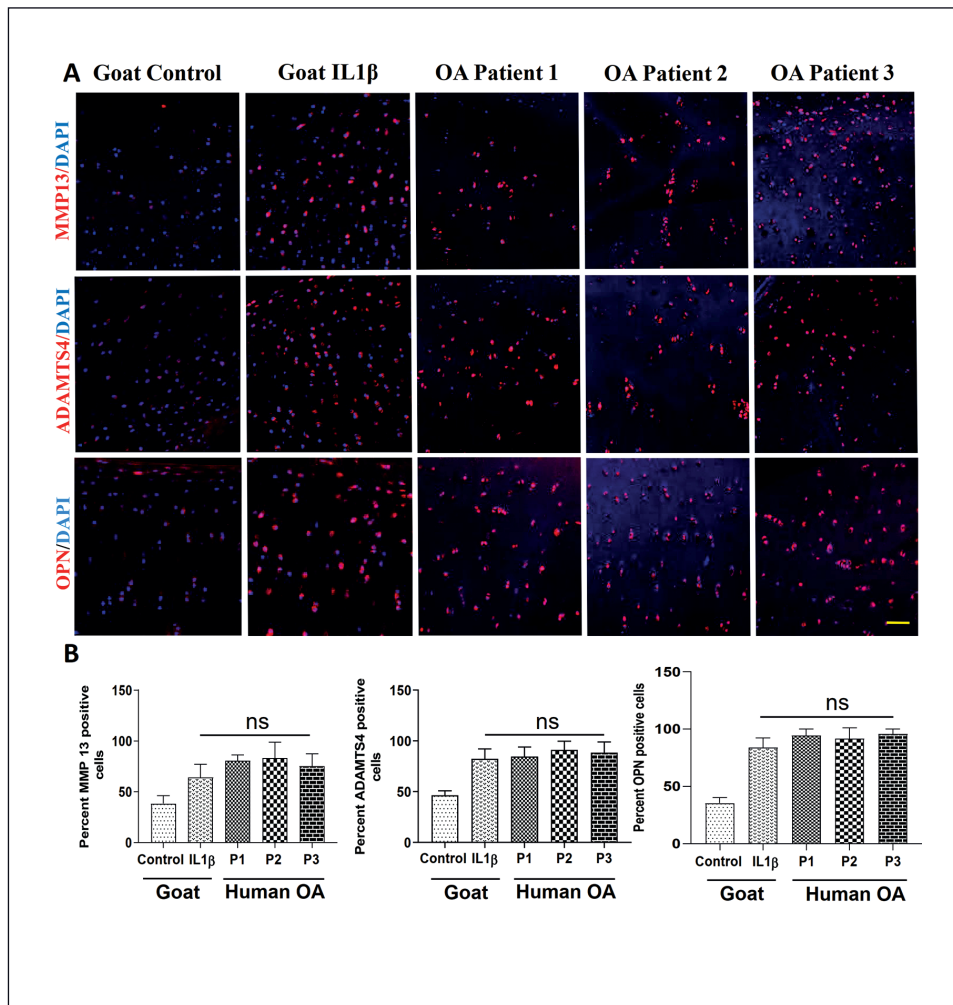 A
Goat Control Goat IL1β OA Patient 1 OA Patient 2 OA Patient 3
MMP13/DAPI
ADAMTS4/DAPI
OPN/DAPI
B
Percent MMP 13 positive
cells
150
100
50
0
ns
Control IL1β P1 P2 P3
Goat Human OA
Percent ADAMTS4 positive
cells
150
100
50
0
ns
Control IL1β P1 P2 P3
Goat Human OA
Percent OPN positive cells
150
100
50
0
ns
Control IL1β P1 P2 P3
Goat Human OA